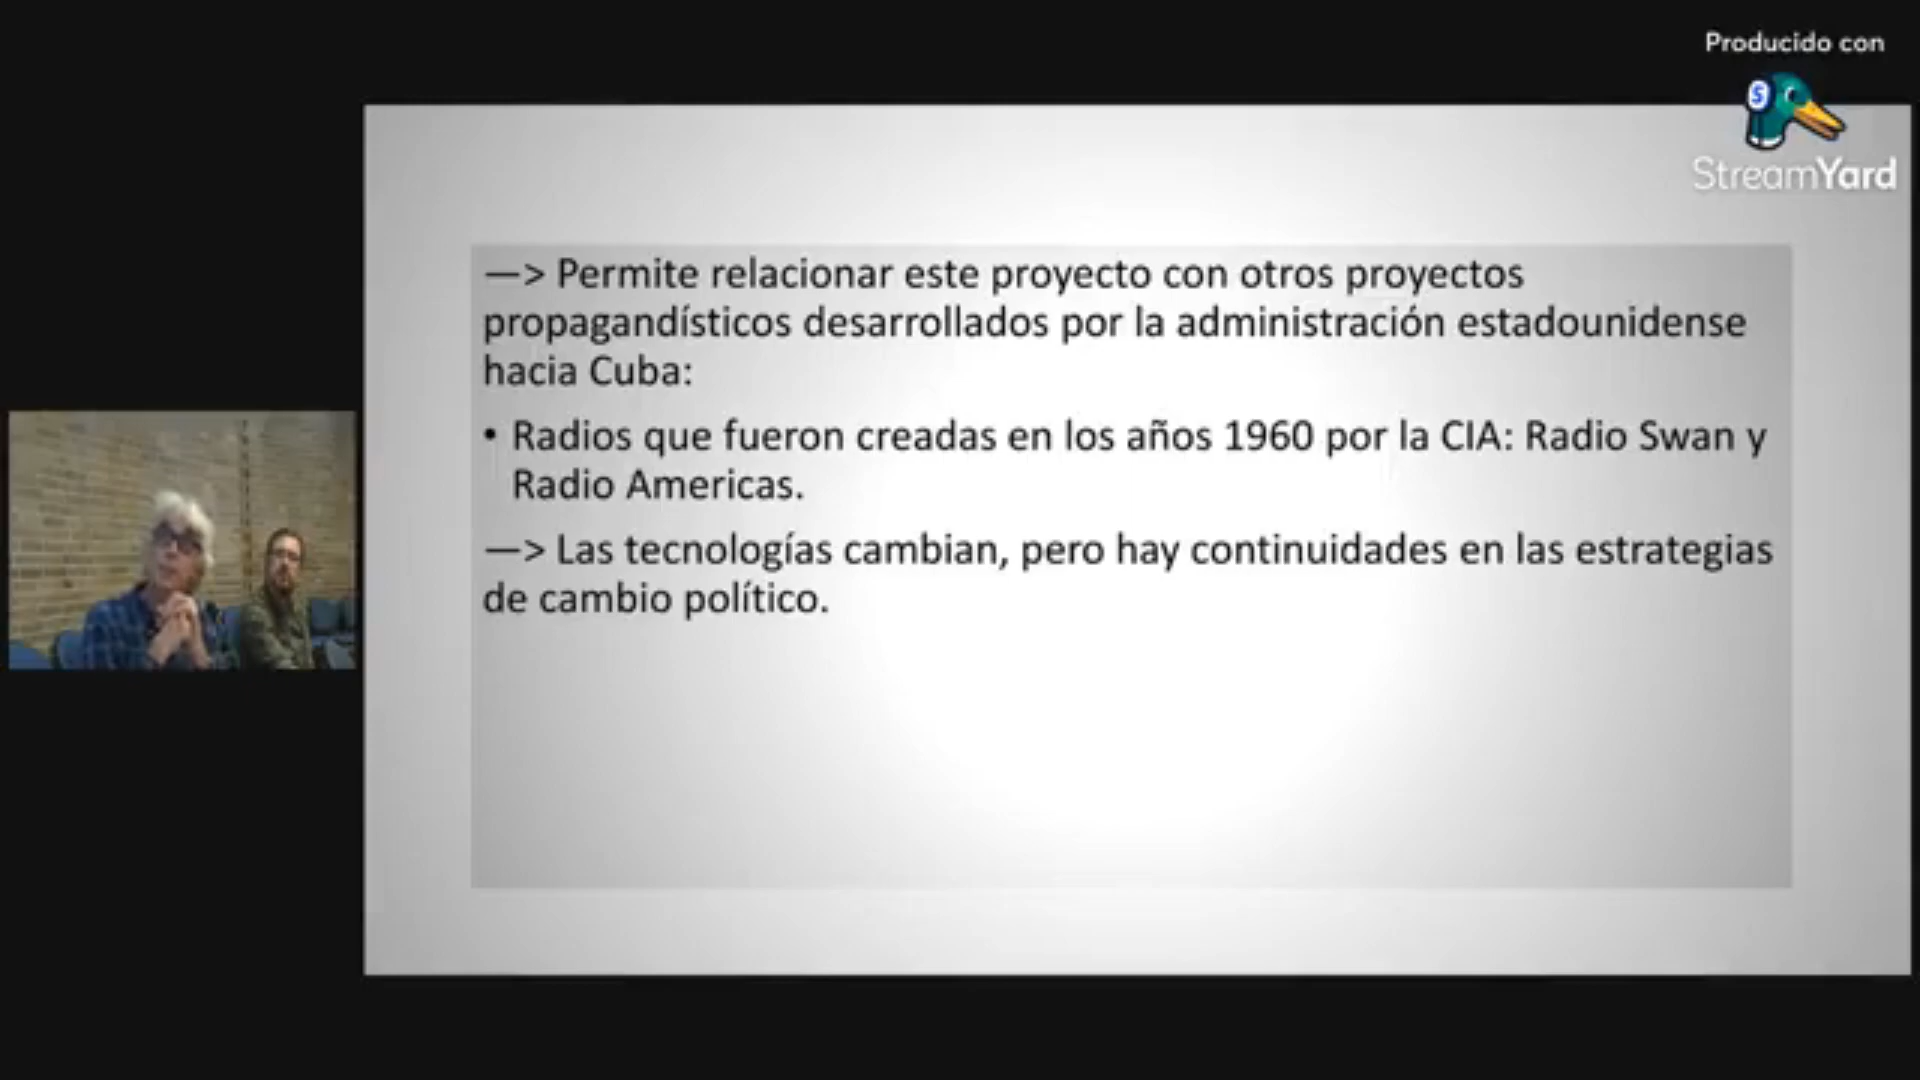 Producido con
StreamYard
—> Permite relacionar este proyecto con otros proyectos
propagandísticos desarrollados por la administración estadounidense
hacia Cuba:
• Radios que fueron creadas en los años 1960 por la CIA: Radio Swan y
Radio Americas.
—> Las tecnologías cambian, pero hay continuidades en las estrategias
de cambio político.